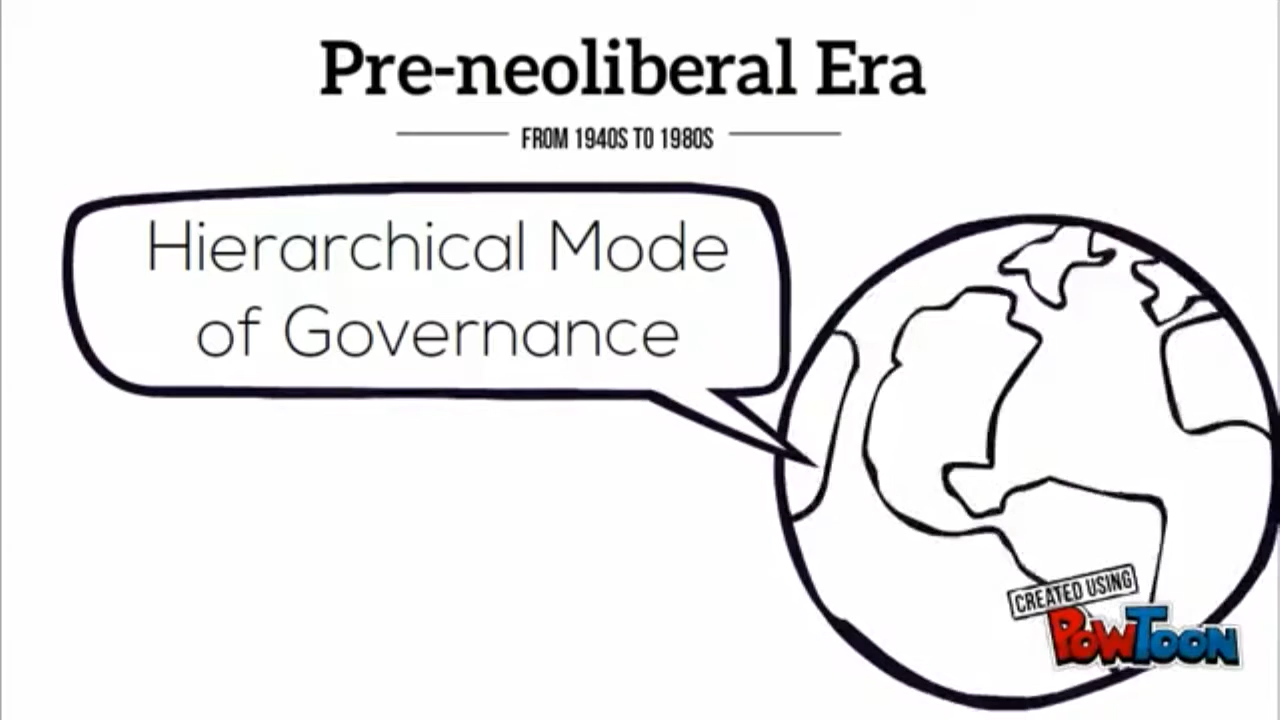 Pre-neoliberal Era
FROM 1940S TO 1980S
Hierarchical Mode
of Governance
CREATED USING
POWTOON